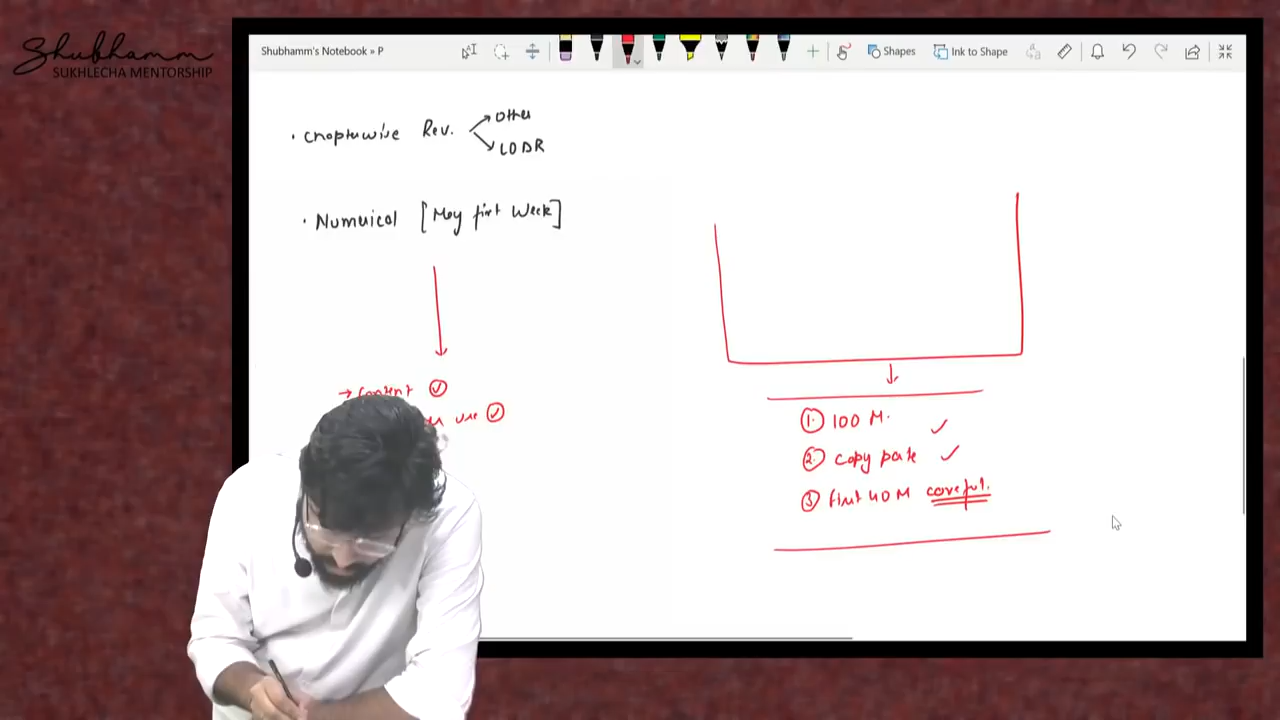 Shubhamm
SUKHLECHA MENTORSHIP
Shubhamm's Notebook » P
Shapes
Ink to Shape
• Chapterwise Rev.
Other
LODR
• Numerical [May first Week]
→ Content
use
① 100 M.
② copy paste
③ first 40 M careful.